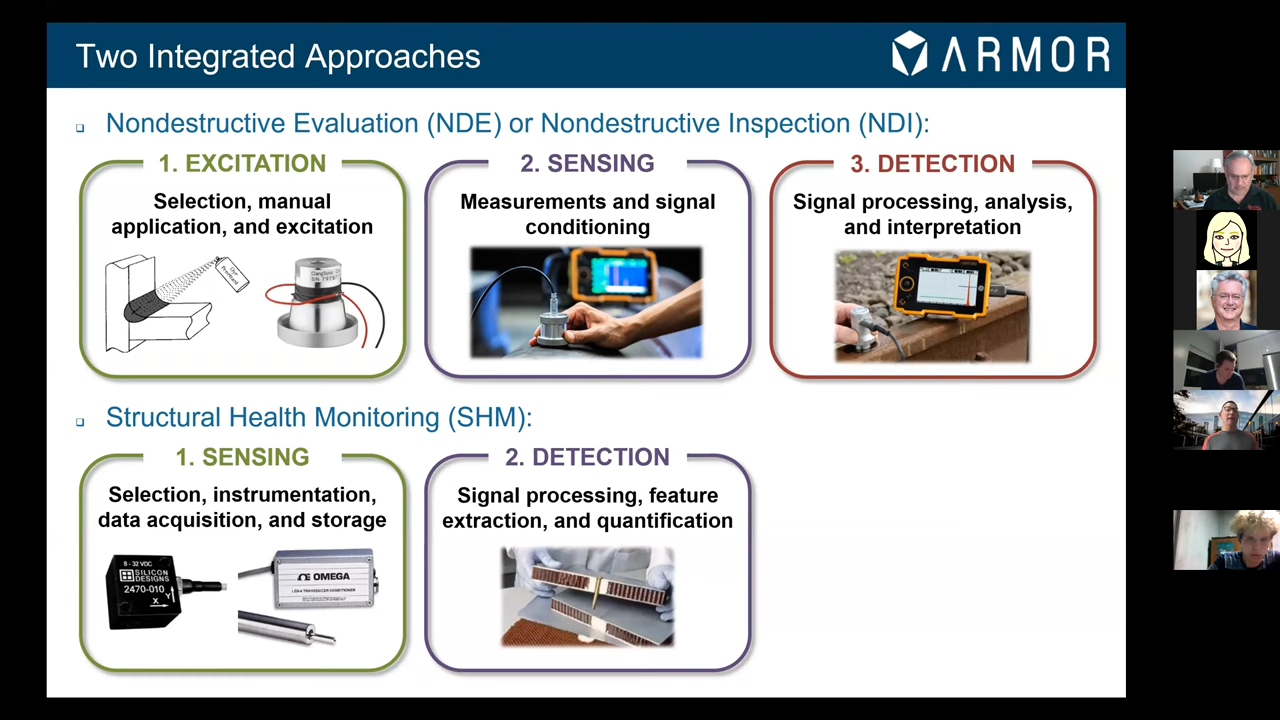 Two Integrated Approaches
ARMOR
Nondestructive Evaluation (NDE) or Nondestructive Inspection (NDI):
1. EXCITATION
Selection, manual
application, and excitation
Dye
Penetrant
2. SENSING
Measurements and signal
conditioning
3. DETECTION
Signal processing, analysis,
and interpretation
Structural Health Monitoring (SHM):
1. SENSING
Selection, instrumentation,
data acquisition, and storage
8 - 32 VDC
SILICON
DESIGNS
2470-010
Y
X
OMEGA
2. DETECTION
Signal processing, feature
extraction, and quantification